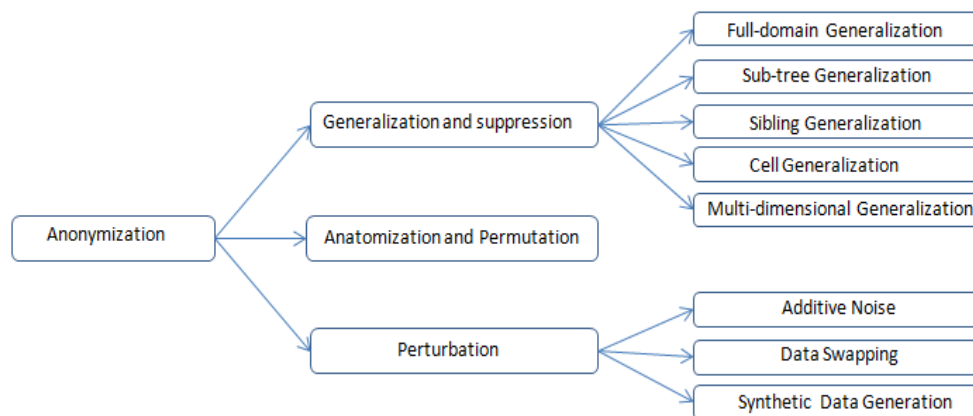 Full-domain Generalization
Sub-tree Generalization
Generalization and suppression
Sibling Generalization
Cell Generalization
Multi-dimensional Generalization
Anonymization
Anatomization and Permutation
Additive Noise
Perturbation
Data Swapping
Synthetic Data Generation